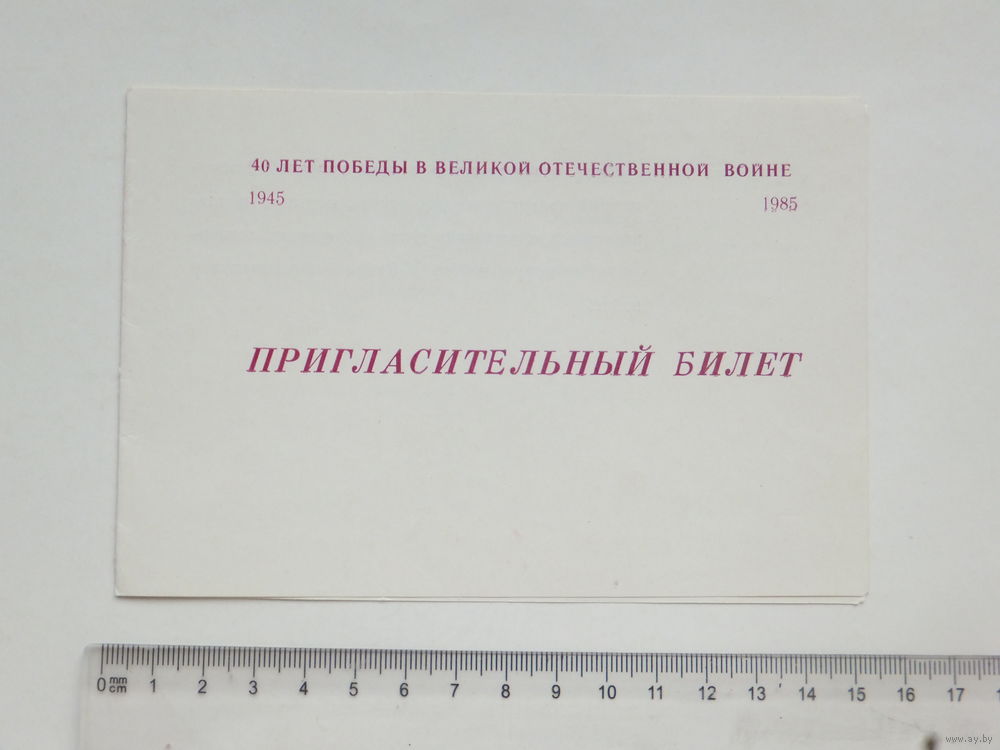 40 ЛЕТ ПОБЕДЫ В ВЕЛИКОЙ ОТЕЧЕСТВЕННОЙ ВОЙНЕ
1945 1985
ПРИГЛАСИТЕЛЬНЫЙ БИЛЕТ
0 mm 1 2 3 4 5 6 7 8 9 10 11 12 13 14 15 16 17
cm
www.ay.by